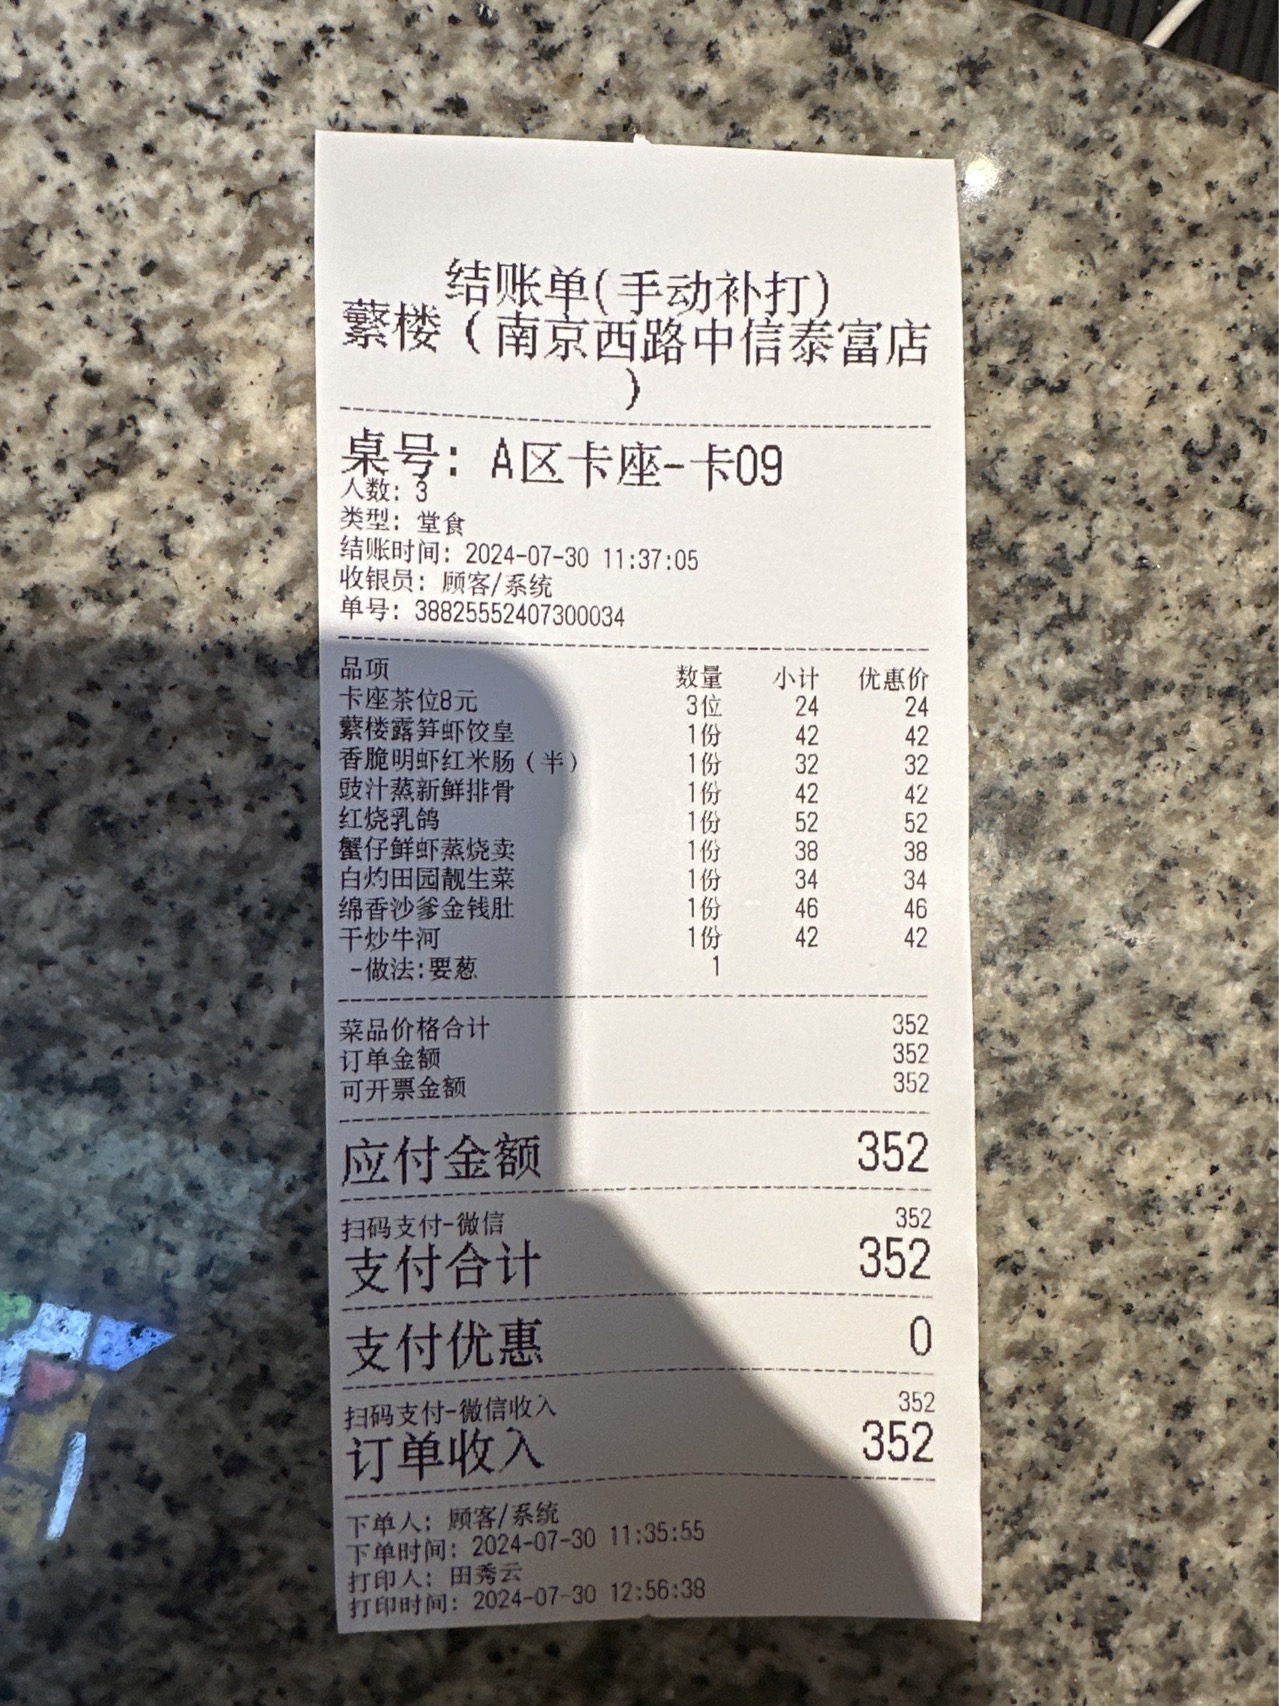 结账单(手动补打)
蘩楼（南京西路中信泰富店
）
桌号: A区卡座-卡09
人数: 3
类型: 堂食
结账时间: 2024-07-30 11:37:05
收银员: 顾客/系统
单号: 38825552407300034
品项 数量 小计 优惠价
卡座茶位8元 3位 24 24
蘩楼露笋虾饺皇 1份 42 42
香脆明虾红米肠（半） 1份 32 32
豉汁蒸新鲜排骨 1份 42 42
红烧乳鸽 1份 52 52
蟹仔鲜虾蒸烧卖 1份 38 38
白灼田园靓生菜 1份 34 34
绵香沙爹金钱肚 1份 46 46
干炒牛河 1份 42 42
-做法:要葱 1
菜品价格合计 352
订单金额 352
可开票金额 352
应付金额 352
扫码支付-微信 352
支付合计 352
支付优惠 0
扫码支付-微信收入 352
订单收入 352
下单人: 顾客/系统
下单时间: 2024-07-30 11:35:55
打印人: 田秀云
打印时间: 2024-07-30 12:56:38